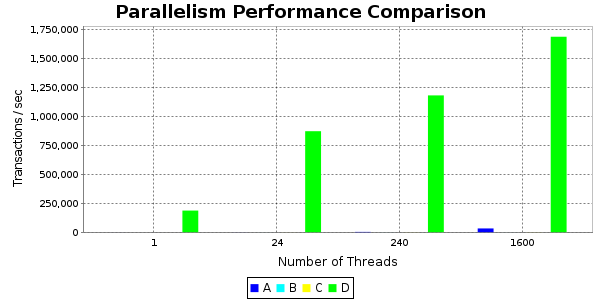 Parallelism Performance Comparison
1,750,000
1,500,000
1,250,000
1,000,000
750,000
500,000
250,000
0
Transactions / sec
1 24 240 1600
Number of Threads
A B C D